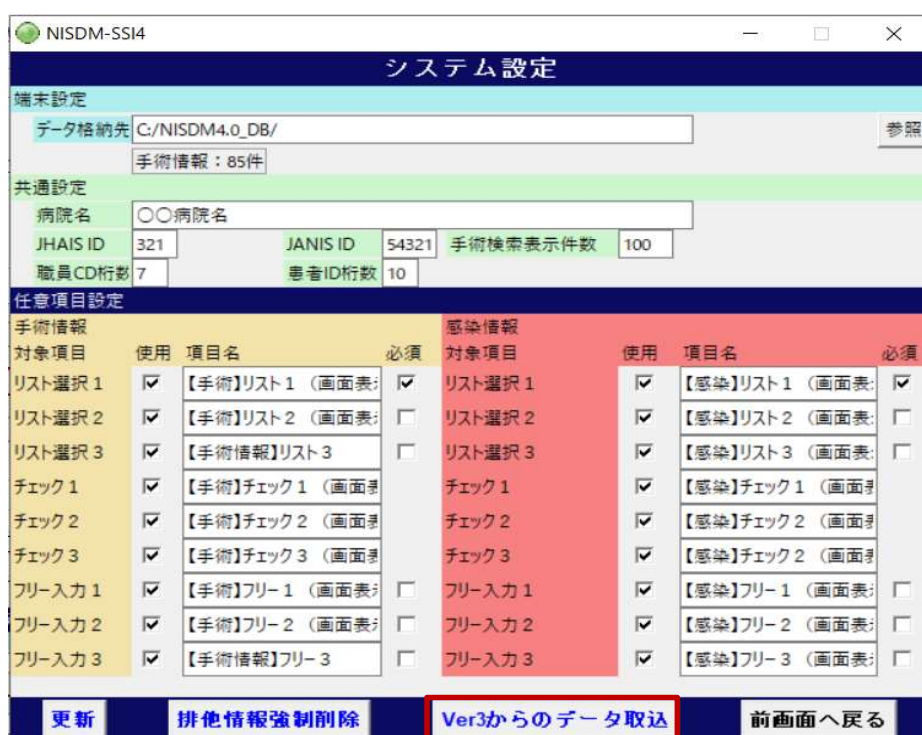 NISDM-SSI4
システム設定
端末設定
データ格納先 C:/NISDM4.0_DB/ 参照
手術情報：85件
共通設定
病院名 〇〇病院名
JHAIS ID 321 JANIS ID 54321 手術検索表示件数 100
職員CD桁数 7 患者ID桁数 10
任意項目設定
手術情報 感染情報
対象項目 使用 項目名 必須 対象項目 使用 項目名 必須
リスト選択1 【手術】リスト1 （画面表 リスト選択1 【感染】リスト1 （画面表
リスト選択2 【手術】リスト2 （画面表 リスト選択2 【感染】リスト2 （画面表
リスト選択3 【手術情報】リスト3 リスト選択3 【感染】リスト3 （画面表
チェック1 【手術】チェック1 （画面 チェック1 【感染】チェック1 （画面
チェック2 【手術】チェック2 （画面 チェック2 【感染】チェック2 （画面
チェック3 【手術】チェック3 （画面 チェック3 【感染】チェック2 （画面
フリー入力1 【手術】フリー1 （画面表 フリー入力1 【感染】フリー1 （画面表
フリー入力2 【手術】フリー2 （画面表 フリー入力2 【感染】フリー2 （画面表
フリー入力3 【手術情報】フリー3 フリー入力3 【感染】フリー3 （画面表
更新 排他情報強制削除 Ver3からのデータ取込 前画面へ戻る